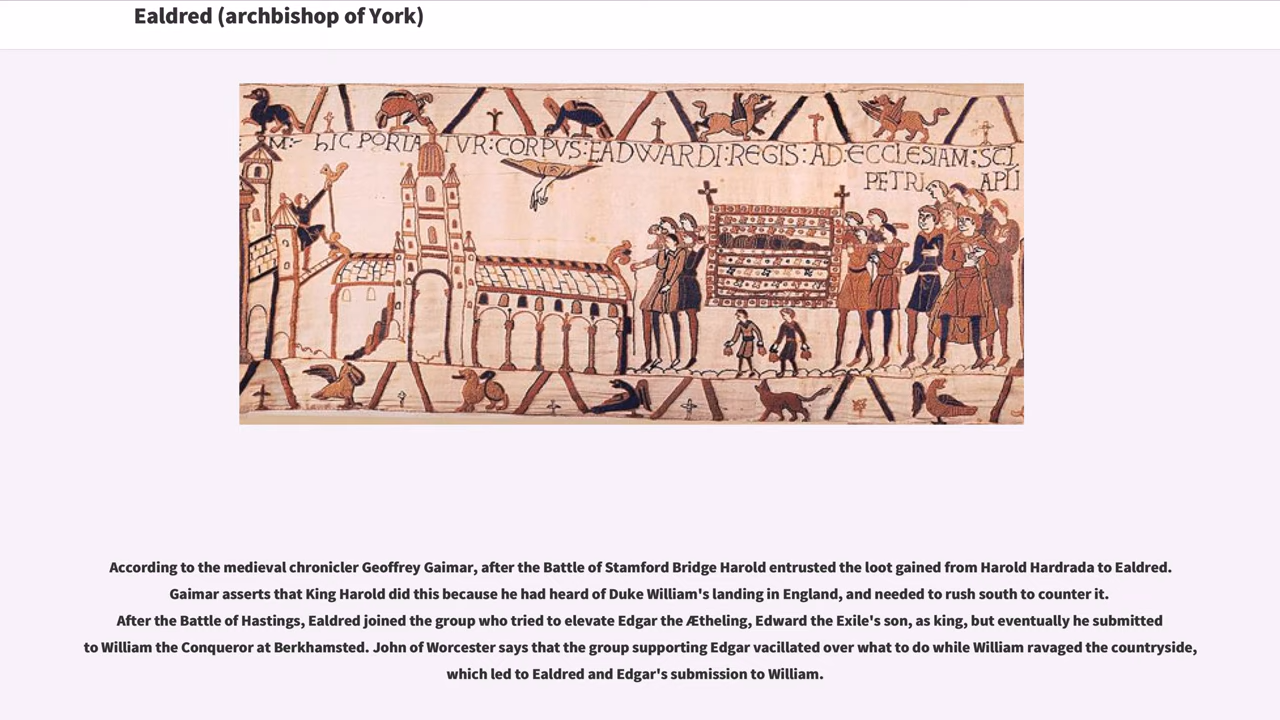 Ealdred (archbishop of York)
M:- hIC PORTA TVR:CORPVS:EADWARDI:REGIS:AD:ECCLESIAM:SCI
PETRI APLI
According to the medieval chronicler Geoffrey Gaimar, after the Battle of Stamford Bridge Harold entrusted the loot gained from Harold Hardrada to Ealdred.
Gaimar asserts that King Harold did this because he had heard of Duke William's landing in England, and needed to rush south to counter it.
After the Battle of Hastings, Ealdred joined the group who tried to elevate Edgar the Ætheling, Edward the Exile's son, as king, but eventually he submitted
to William the Conqueror at Berkhamsted. John of Worcester says that the group supporting Edgar vacillated over what to do while William ravaged the countryside,
which led to Ealdred and Edgar's submission to William.